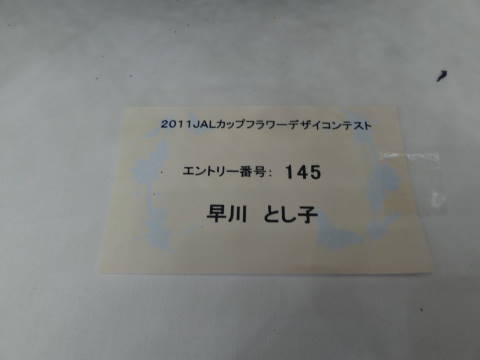 2011JALカップフラワーデザイコンテスト
エントリー番号: 145
早川 とし子